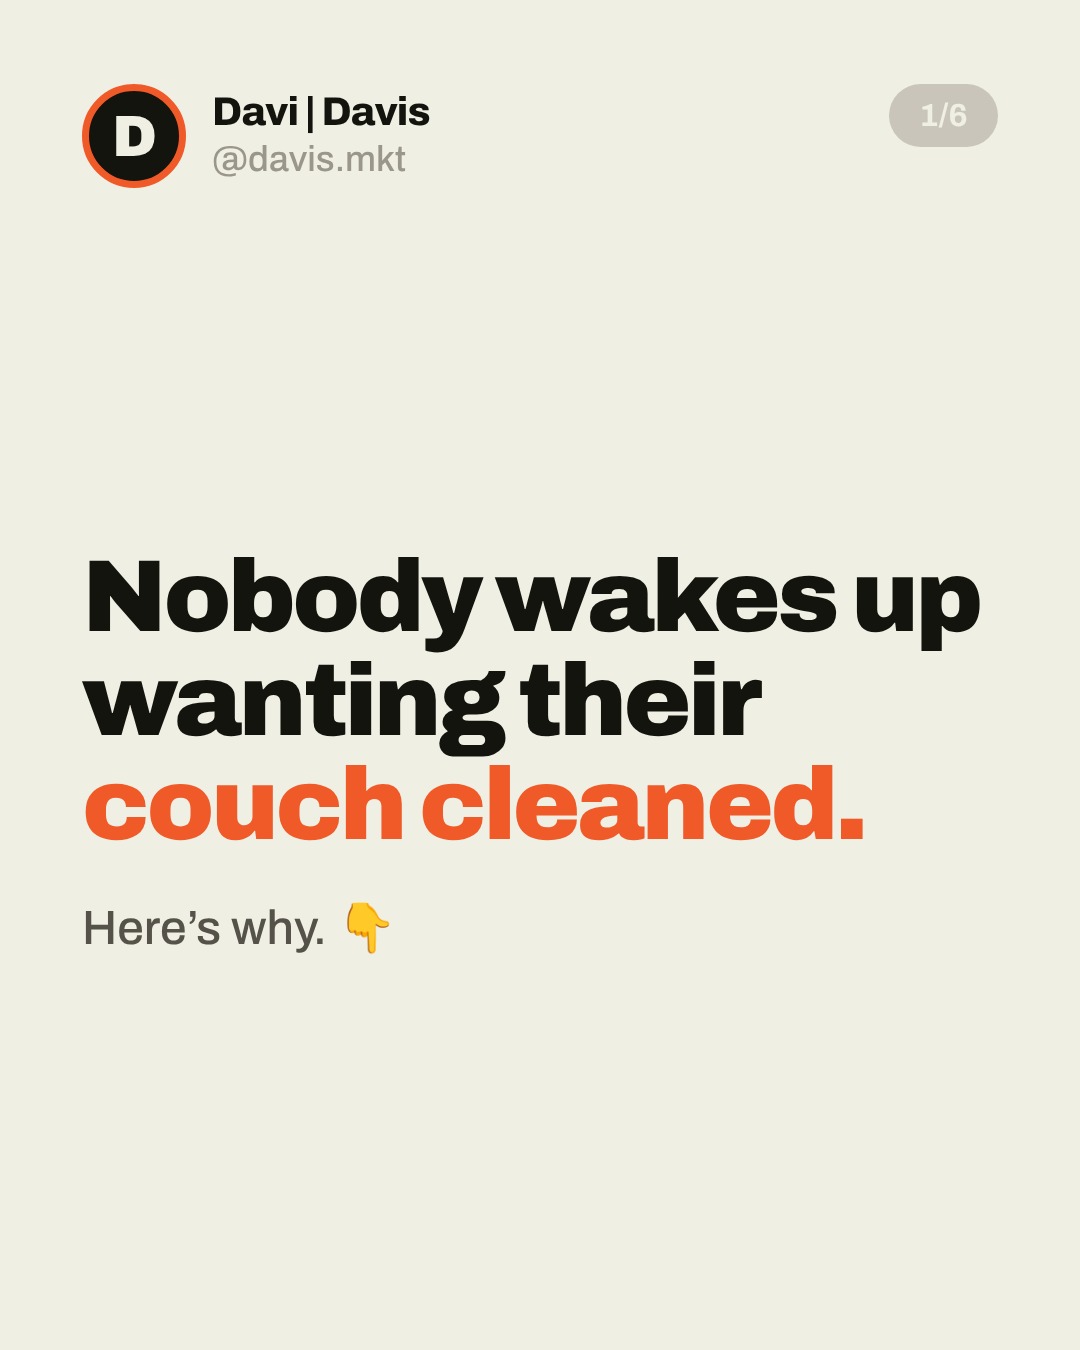 D
Davi | Davis
@davis.mkt
1/6
Nobody wakes up
wanting their
couch cleaned.
Here’s why. 👇